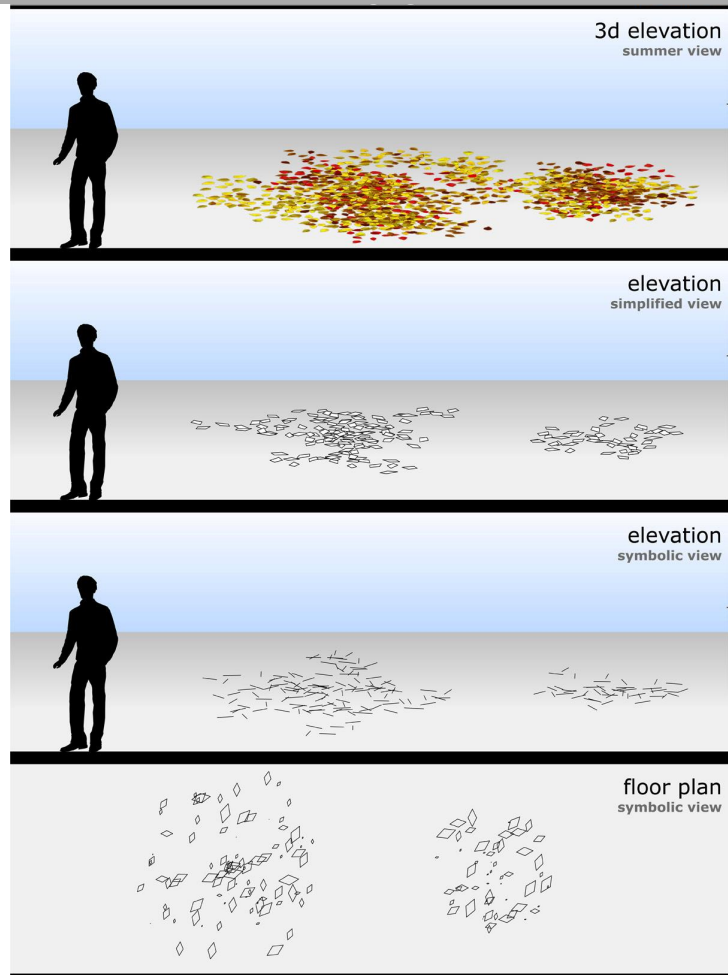 3d elevation
summer view
elevation
simplified view
elevation
symbolic view
floor plan
symbolic view